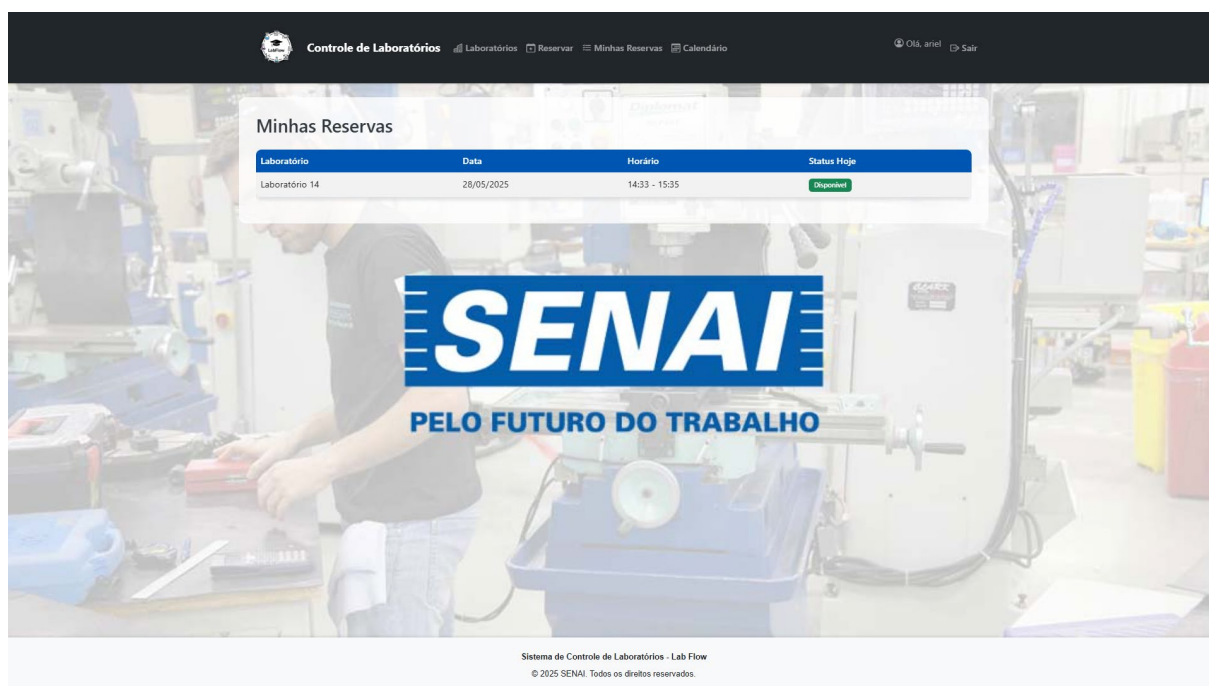 LabFlow
Controle de Laboratórios Laboratórios Reservar Minhas Reservas Calendário Olá, ariel Sair
Minhas Reservas
Laboratório Data Horário Status Hoje
Laboratório 14 28/05/2025 14:33 - 15:35 Disponível
SENAI
PELO FUTURO DO TRABALHO
Sistema de Controle de Laboratórios - Lab Flow
© 2025 SENAI. Todos os direitos reservados.